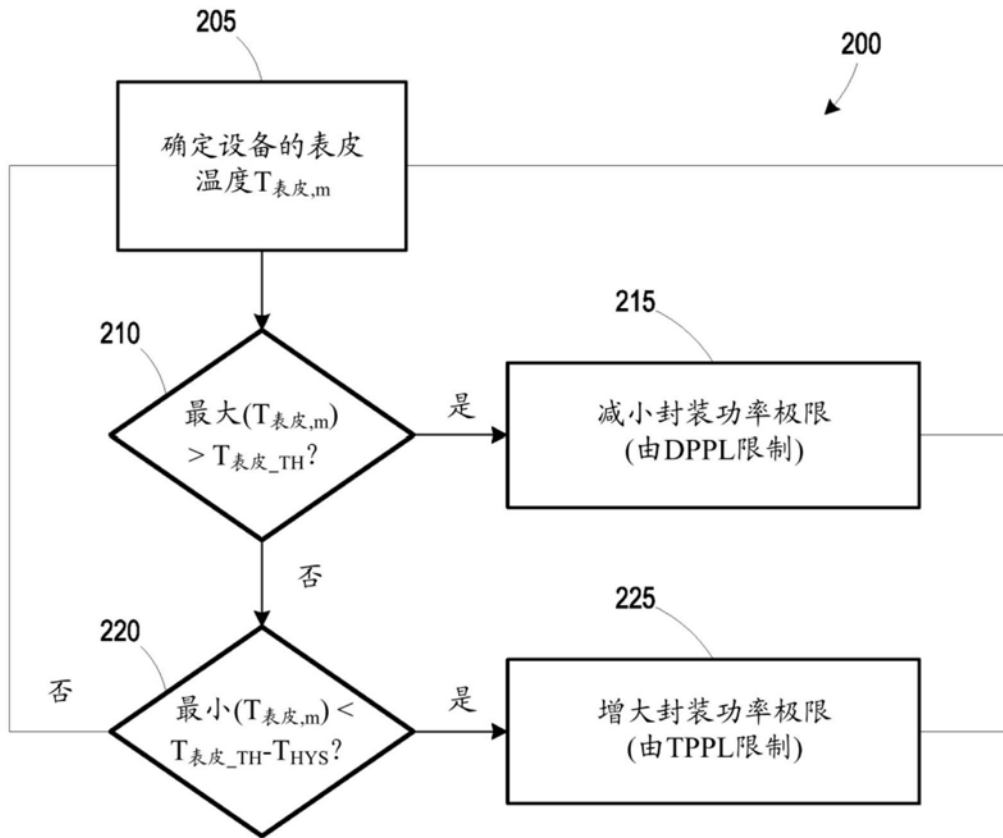 205
200
确定设备的表皮
温度T表皮,m
210
最大(T表皮,m)
> T表皮_TH?
是
215
减小封装功率极限
(由DPPL限制)
否
220
最小(T表皮,m) <
T表皮_TH-THYS?
否
是
225
增大封装功率极限
(由TPPL限制)